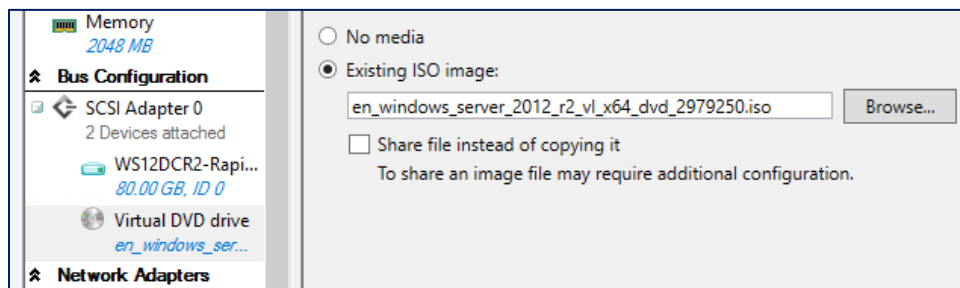 Memory
2048 MB
Bus Configuration
SCSI Adapter 0
2 Devices attached
WS12DCR2-Rapi...
80.00 GB, ID 0
Virtual DVD drive
en_windows_ser...
Network Adapters
No media
Existing ISO image:
en_windows_server_2012_r2_vl_x64_dvd_2979250.iso
Browse...
Share file instead of copying it
To share an image file may require additional configuration.